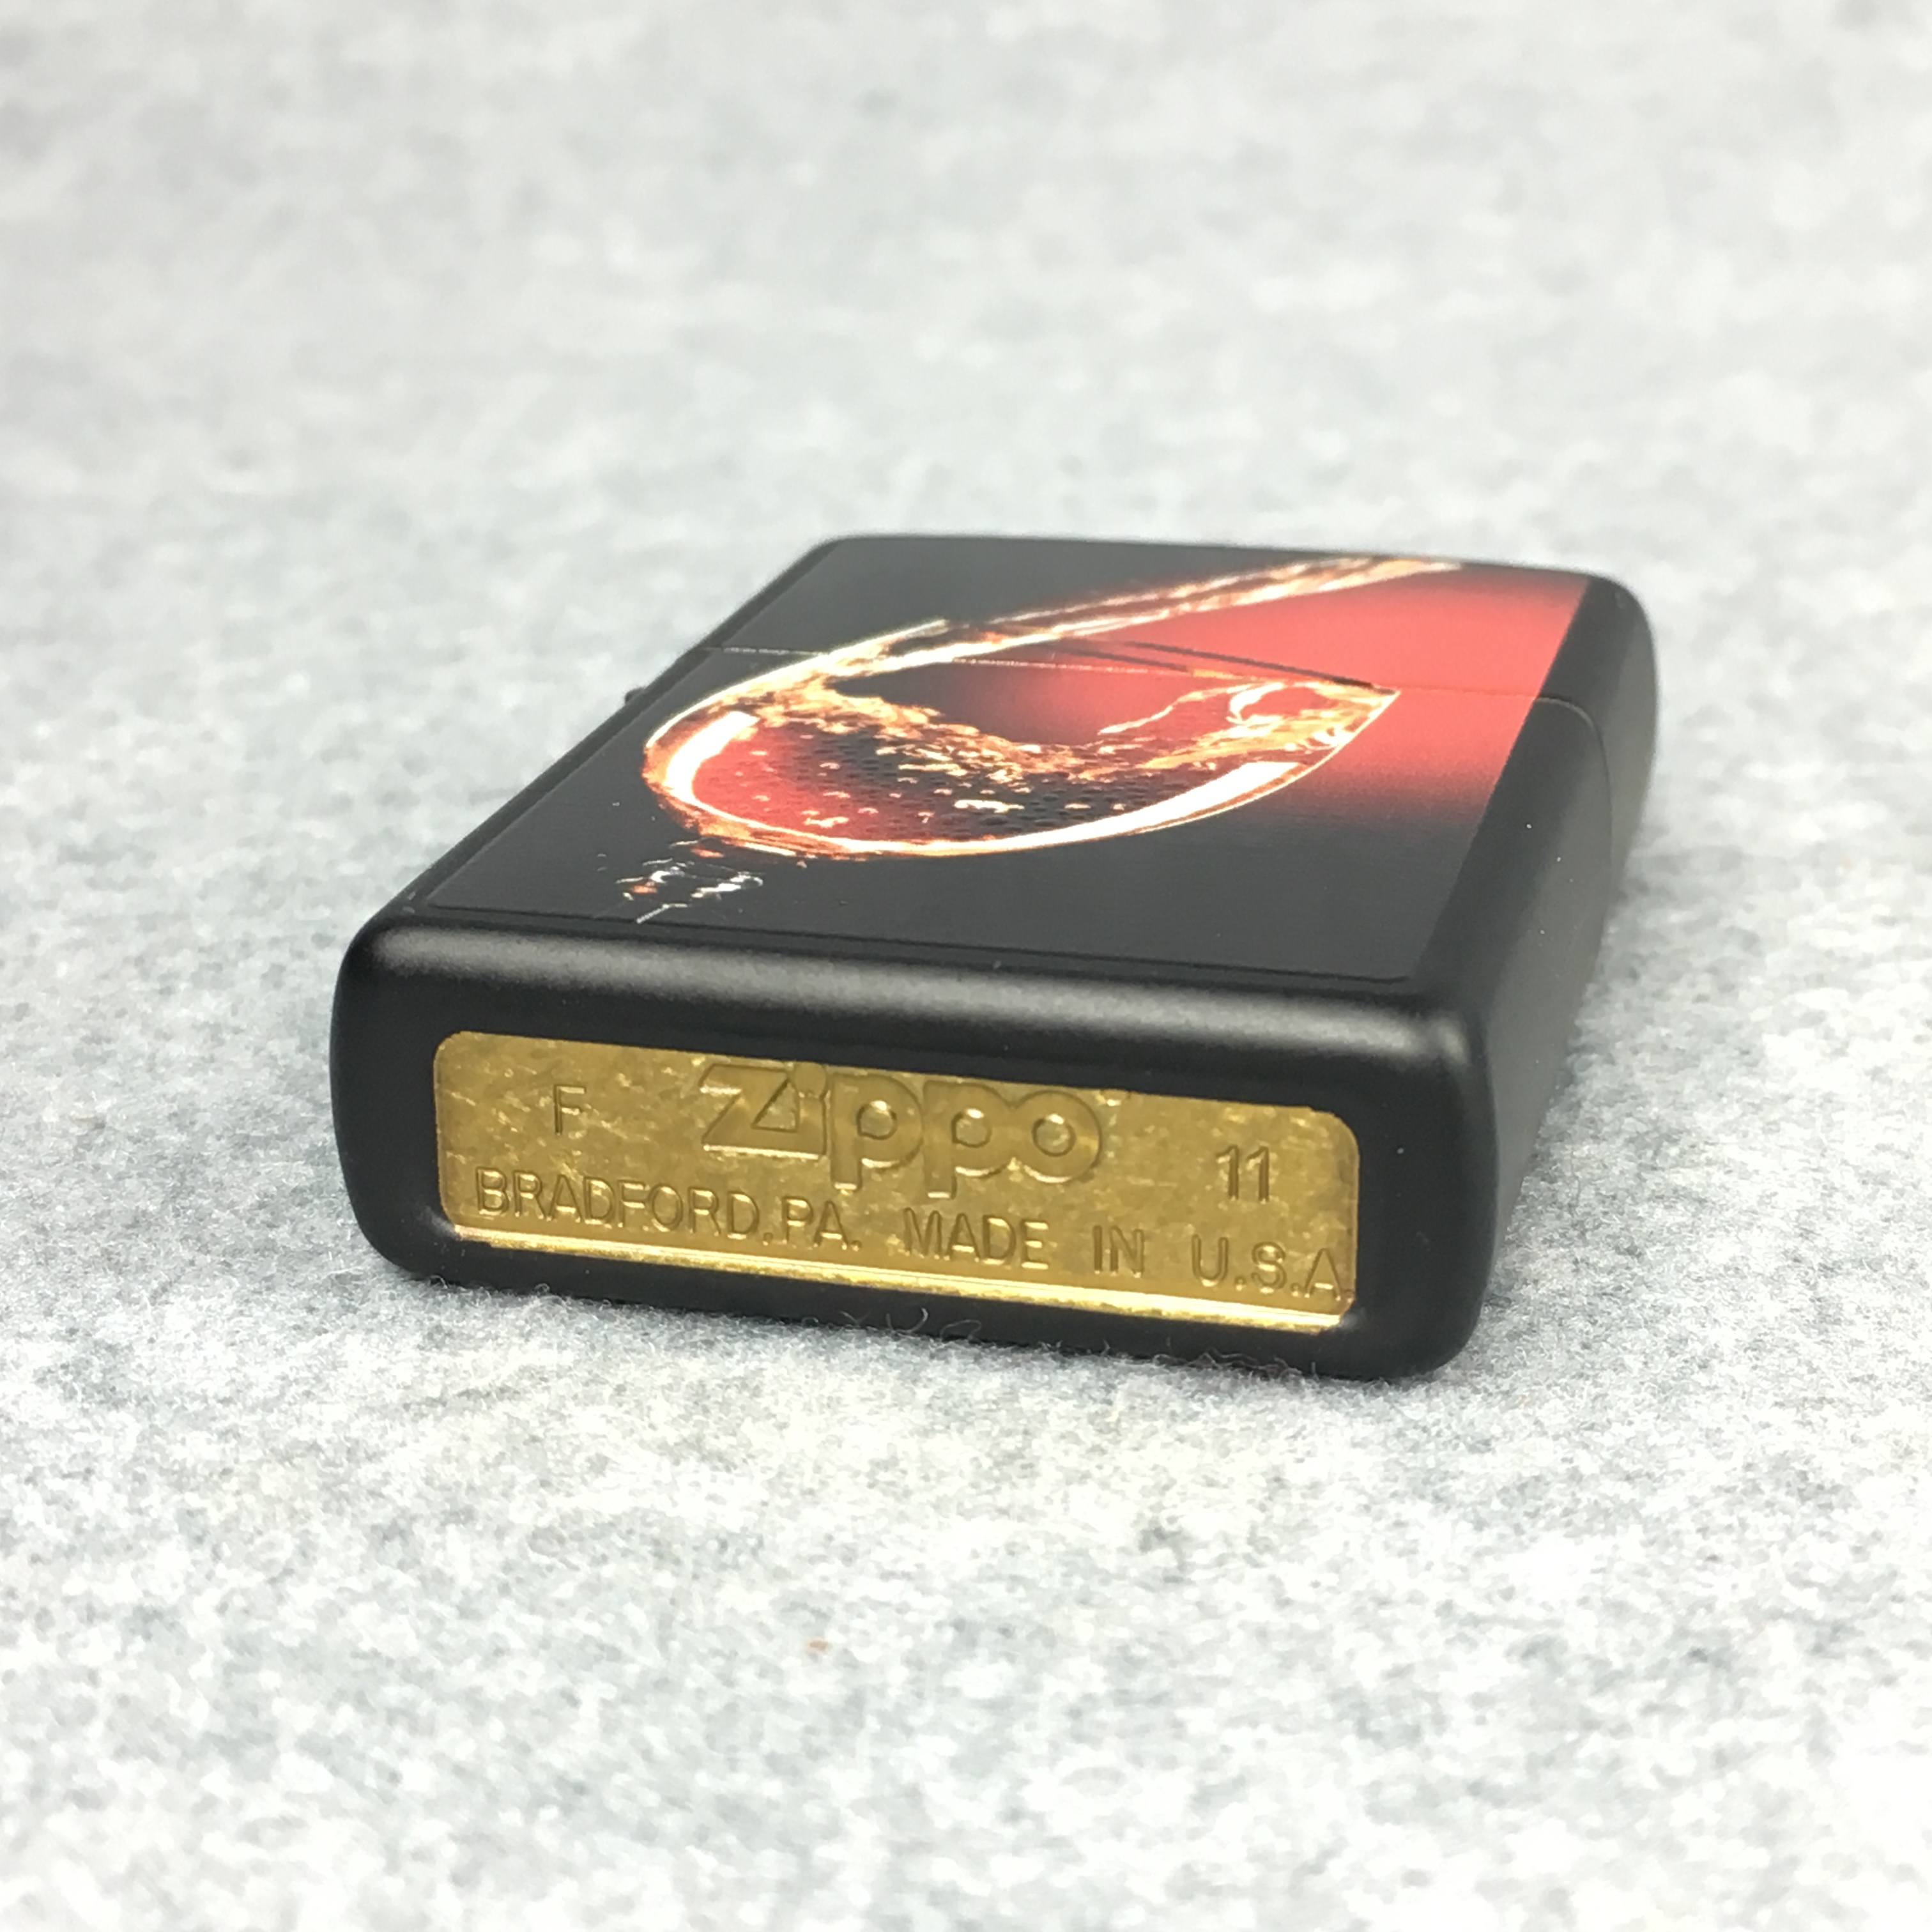 F zippo 11
BRADFORD,PA. MADE IN U.S.A.